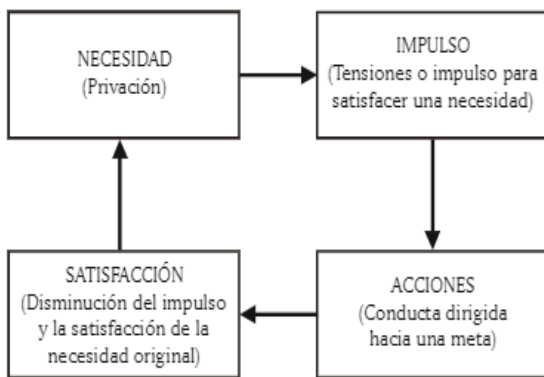 NECESIDAD
(Privación)
IMPULSO
(Tensiones o impulso para
satisfacer una necesidad)
SATISFACCIÓN
(Disminución del impulso
y la satisfacción de la
necesidad original)
ACCIONES
(Conducta dirigida
hacia una meta)